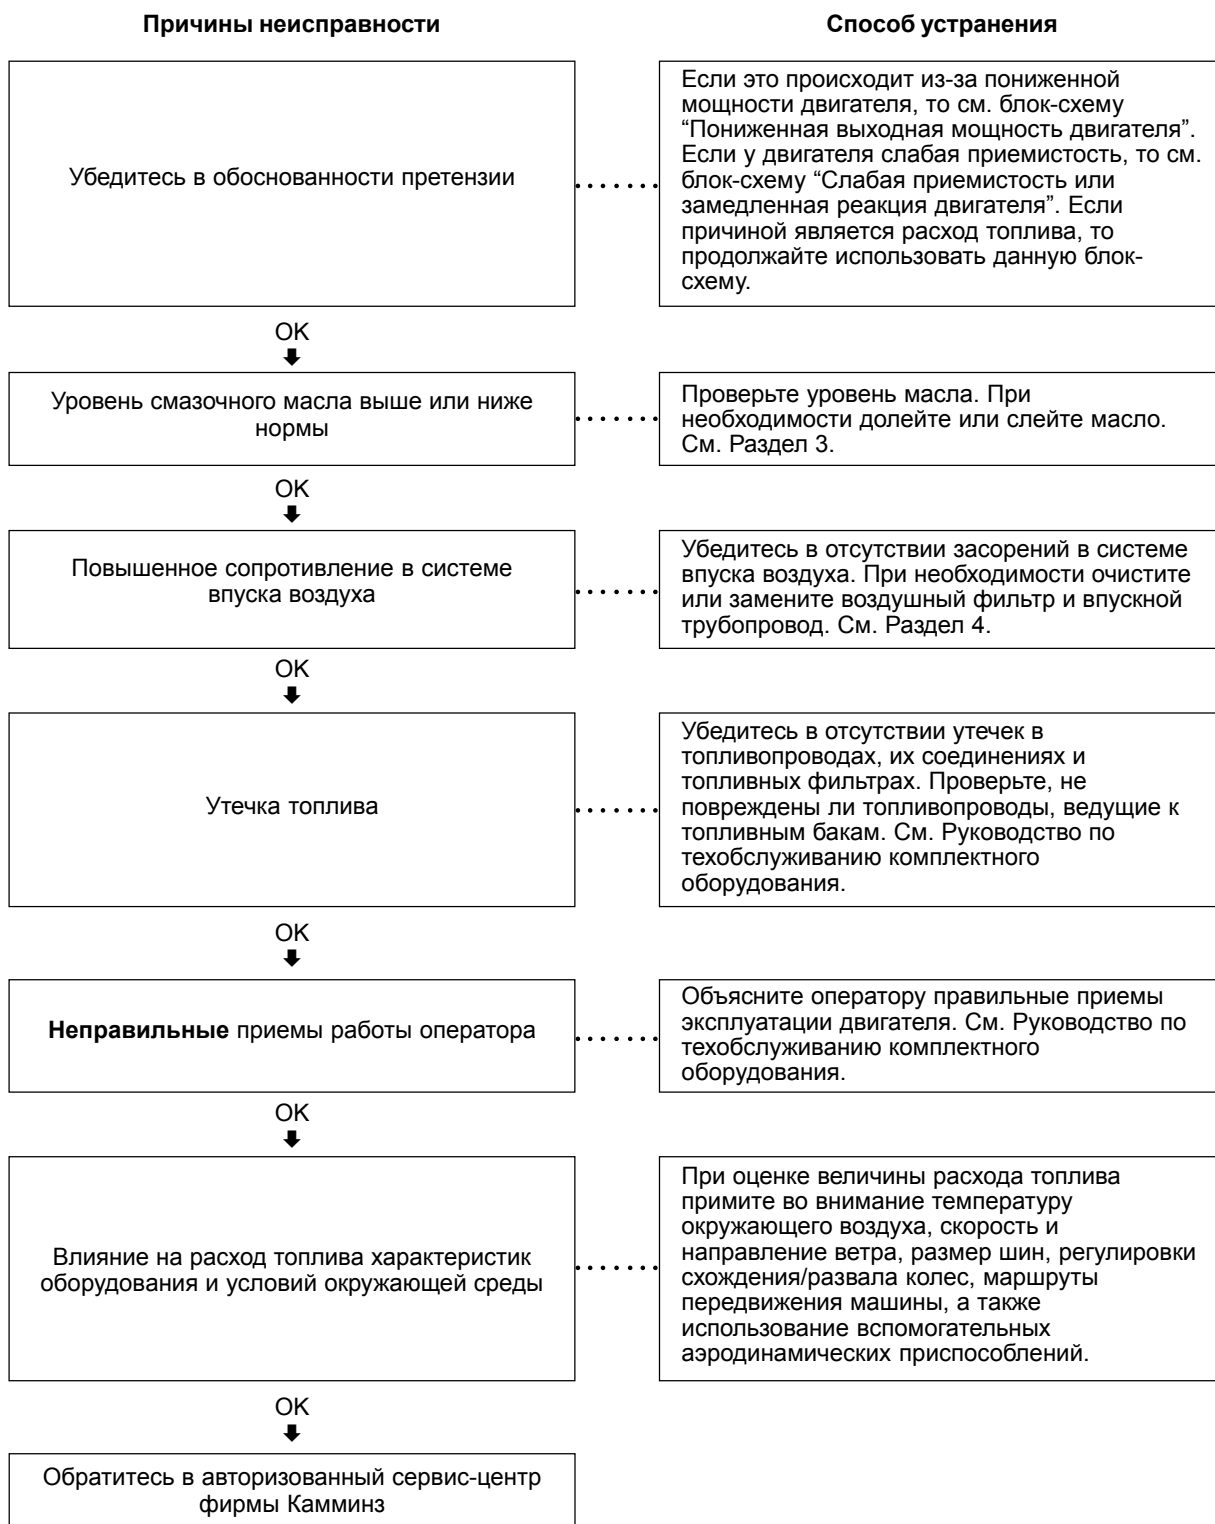 Причины неисправности
Способ устранения
Убедитесь в обоснованности претензии
Если это происходит из-за пониженной
мощности двигателя, то см. блок-схему
“Пониженная выходная мощность двигателя”.
Если у двигателя слабая приемистость, то см.
блок-схему “Слабая приемистость или
замедленная реакция двигателя”. Если
причиной является расход топлива, то
продолжайте использовать данную блок-
схему.
OK
Уровень смазочного масла выше или ниже
нормы
Проверьте уровень масла. При
необходимости долейте или слейте масло.
См. Раздел 3.
OK
Повышенное сопротивление в системе
впуска воздуха
Убедитесь в отсутствии засорений в системе
впуска воздуха. При необходимости очистите
или замените воздушный фильтр и впускной
трубопровод. См. Раздел 4.
OK
Утечка топлива
Убедитесь в отсутствии утечек в
топливопроводах, их соединениях и
топливных фильтрах. Проверьте, не
повреждены ли топливопроводы, ведущие к
топливным бакам. См. Руководство по
техобслуживанию комплектного
оборудования.
OK
Неправильные приемы работы оператора
Объясните оператору правильные приемы
эксплуатации двигателя. См. Руководство по
техобслуживанию комплектного
оборудования.
OK
Влияние на расход топлива характеристик
оборудования и условий окружающей среды
При оценке величины расхода топлива
примите во внимание температуру
окружающего воздуха, скорость и
направление ветра, размер шин, регулировки
схождения/развала колес, маршруты
передвижения машины, а также
использование вспомогательных
аэродинамических приспособлений.
OK
Обратитесь в авторизованный сервис-центр
фирмы Камминз